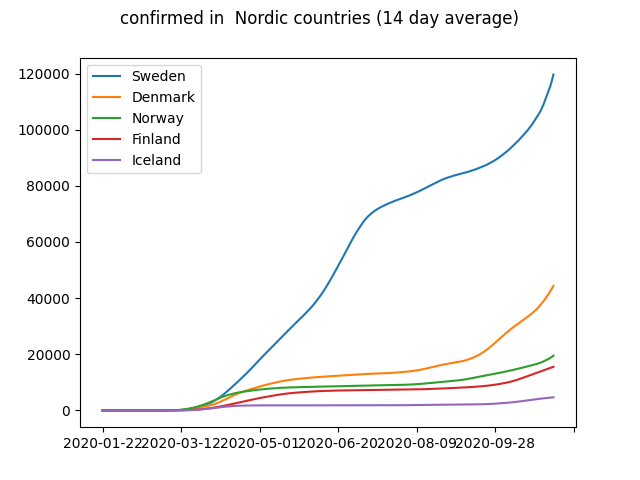 confirmed in  Nordic countries (14 day average)
120000
100000
80000
60000
40000
20000
0
Sweden
Denmark
Norway
Finland
Iceland
2020-01-22 2020-03-12 2020-05-01 2020-06-20 2020-08-09 2020-09-28